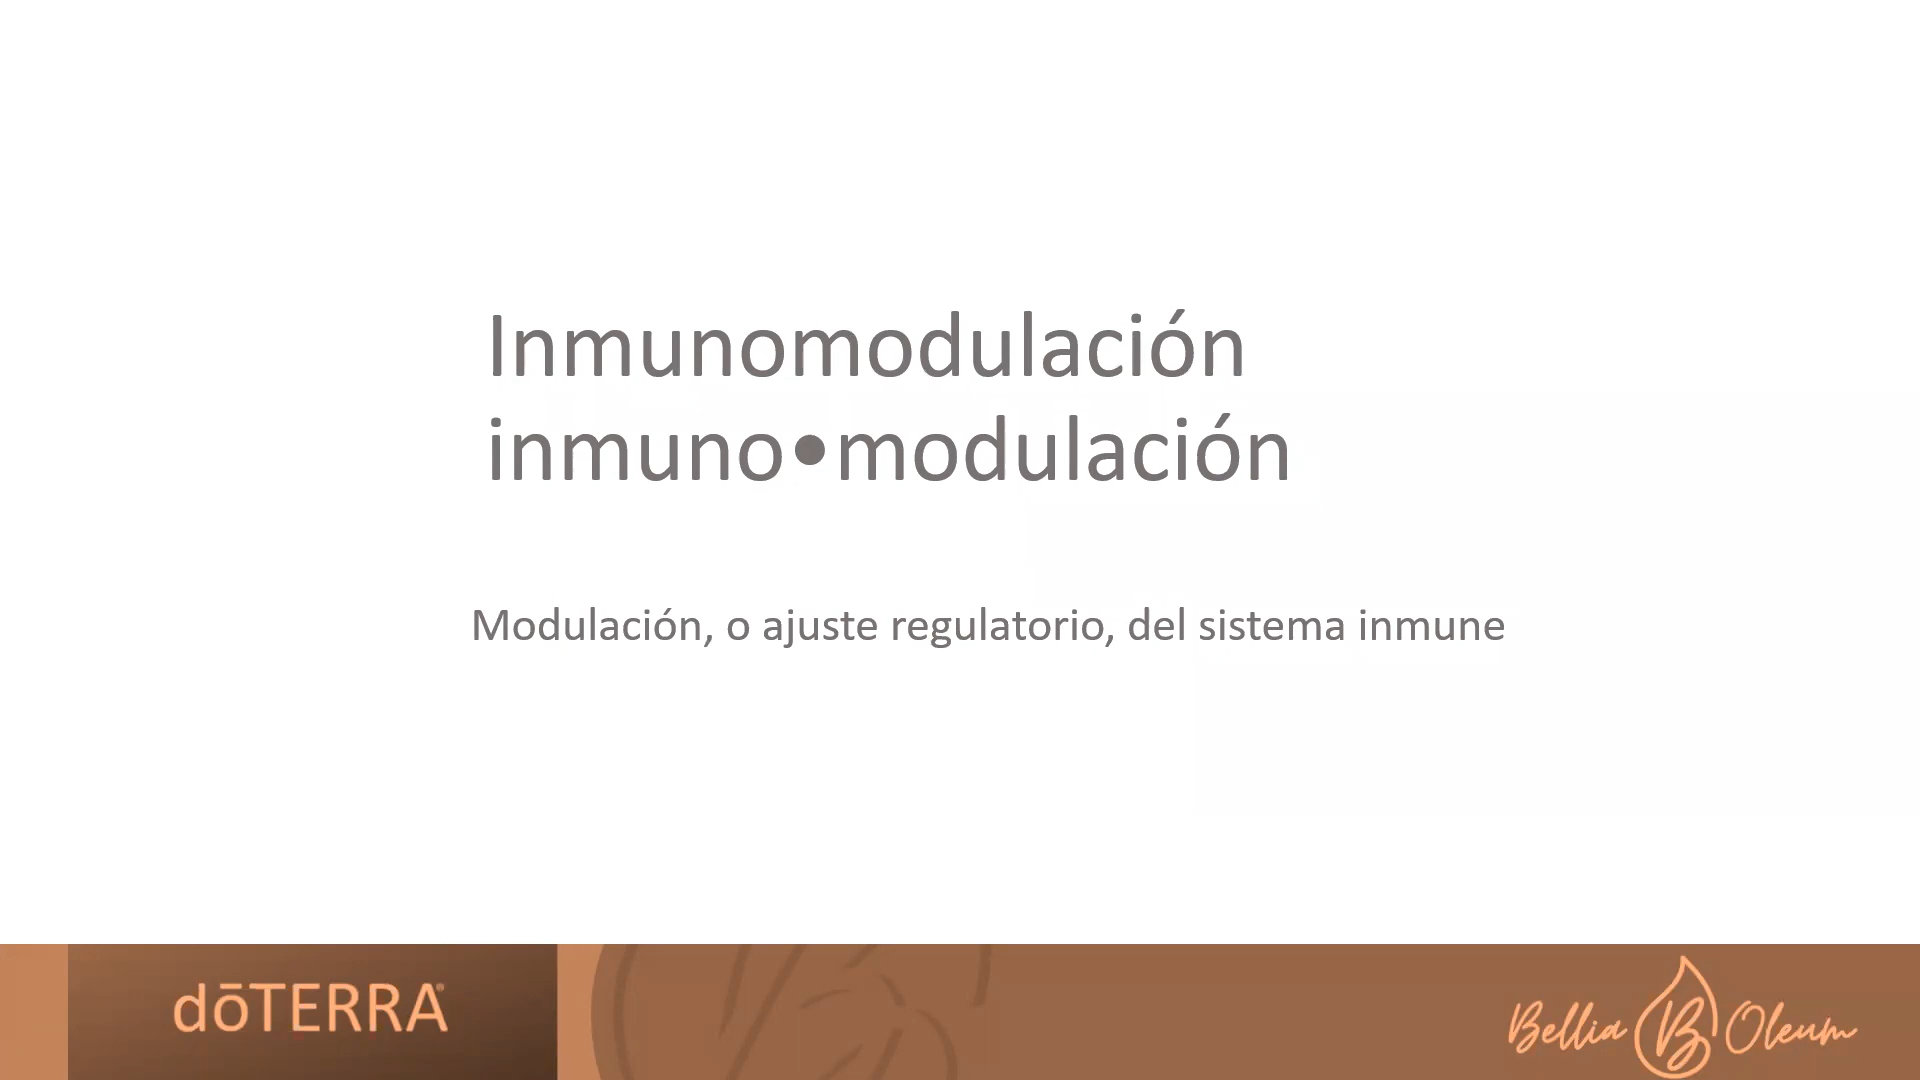 Inmunomodulación
inmuno•modulación
Modulación, o ajuste regulatorio, del sistema inmune
dōTERRA®
Bellia B Oleum